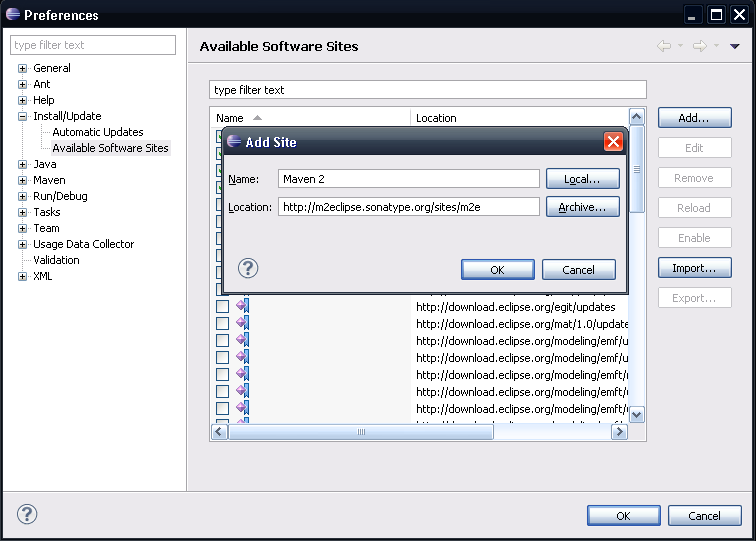 Preferences
type filter text
General
Ant
Help
Install/Update
Automatic Updates
Available Software Sites
Java
Maven
Run/Debug
Tasks
Team
Usage Data Collector
Validation
XML
Available Software Sites
type filter text
Name Location
Add Site
Name: Maven 2 Local...
Location: http://m2eclipse.sonatype.org/sites/m2e Archive...
? OK Cancel
http://download.eclipse.org/egit/updates
http://download.eclipse.org/mat/1.0/update
http://download.eclipse.org/modeling/emf/u
http://download.eclipse.org/modeling/emf/
http://download.eclipse.org/modeling/emft/
http://download.eclipse.org/modeling/emft/
http://download.eclipse.org/modeling/emft/
Add...
Edit
Remove
Reload
Enable
Import...
Export...
? OK Cancel